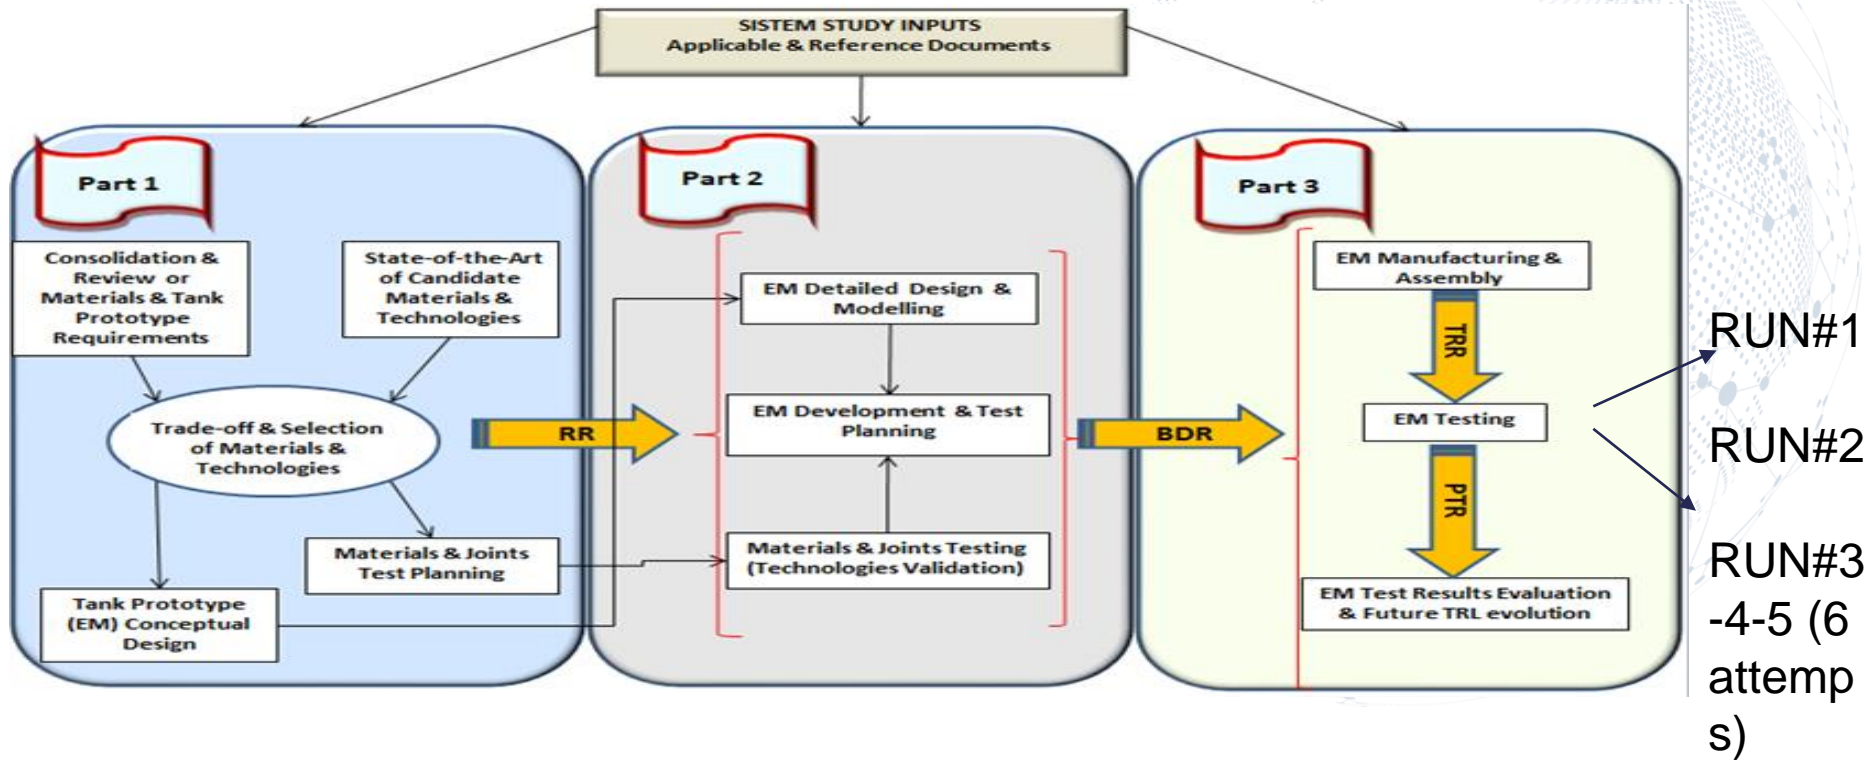 SISTEM STUDY INPUTS
Applicable & Reference Documents
Part 1
Consolidation &
Review or
Materials & Tank
Prototype
Requirements
State-of-the-Art
of Candidate
Materials &
Technologies
Trade-off & Selection
of Materials &
Technologies
Materials & Joints
Test Planning
Tank Prototype
(EM) Conceptual
Design
RR
Part 2
EM Detailed Design &
Modelling
EM Development & Test
Planning
Materials & Joints Testing
(Technologies Validation)
BDR
Part 3
EM Manufacturing &
Assembly
TRR
EM Testing
PTR
EM Test Results Evaluation
& Future TRL evolution
RUN#1
RUN#2
RUN#3
-4-5 (6
attemp
s)